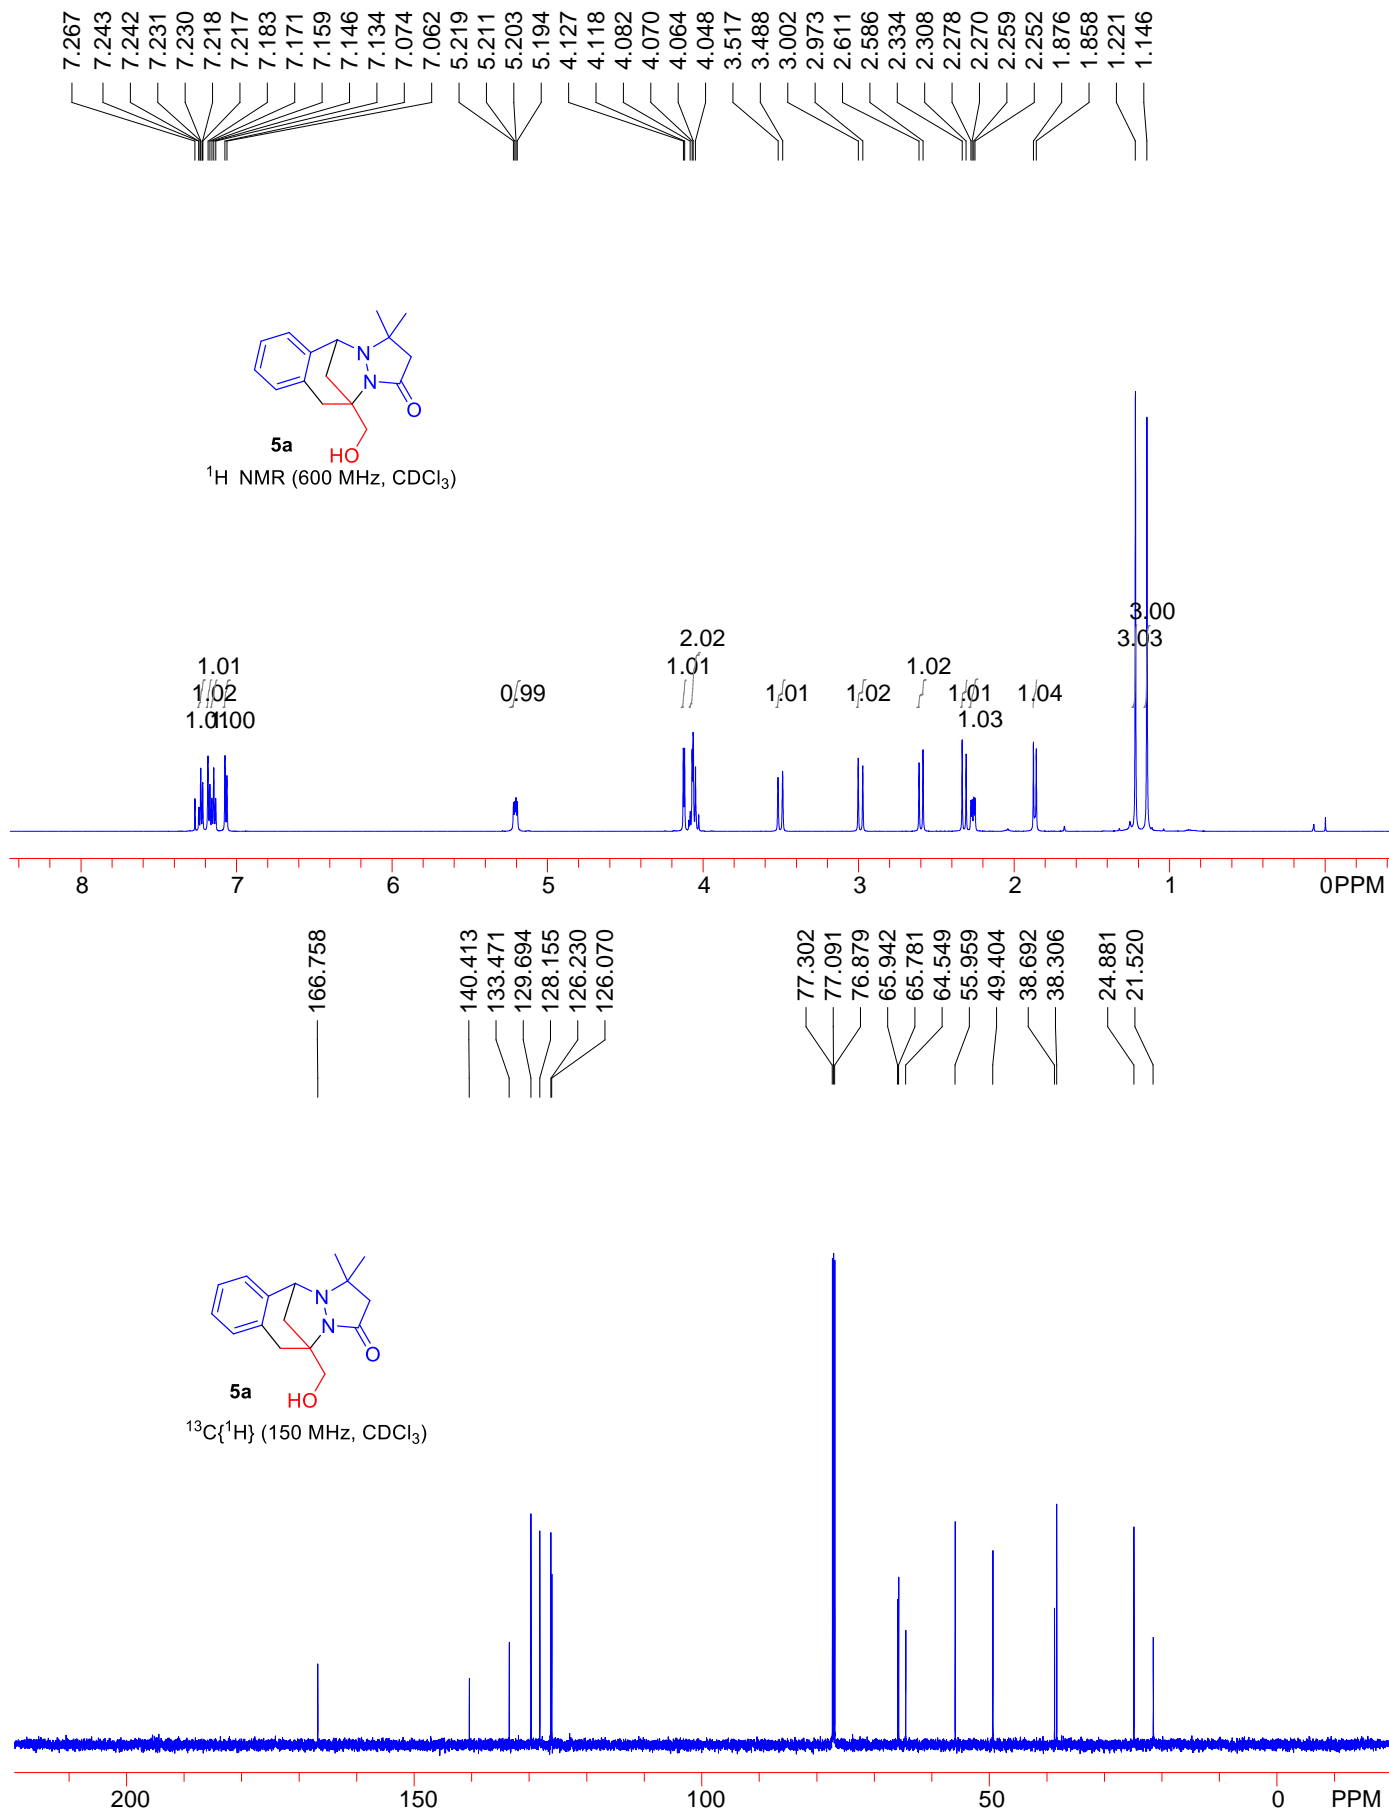 7.267 7.243 7.242 7.231 7.230 7.218 7.217 7.183 7.171 7.159 7.146 7.134 7.074 7.062 5.219 5.211 5.203 5.194 4.127 4.118 4.082 4.070 4.064 4.048 3.517 3.488 3.002 2.973 2.611 2.586 2.334 2.308 2.278 2.270 2.259 2.252 1.876 1.858 1.221 1.146
N
N
O
5a
HO
¹H NMR (600 MHz, CDCl₃)
3.00
2.02 3.03
1.01 1.01 1.02
1.02 0.99 1.01 1.02 1.01 1.04
1.01 1.00 1.03
8 7 6 5 4 3 2 1 0PPM
166.758 140.413 133.471 129.694 128.155 126.230 126.070 77.302 77.091 76.879 65.942 65.781 64.549 55.959 49.404 38.692 38.306 24.881 21.520
N
N
O
5a
HO
¹³C{¹H} (150 MHz, CDCl₃)
200 150 100 50 0 PPM